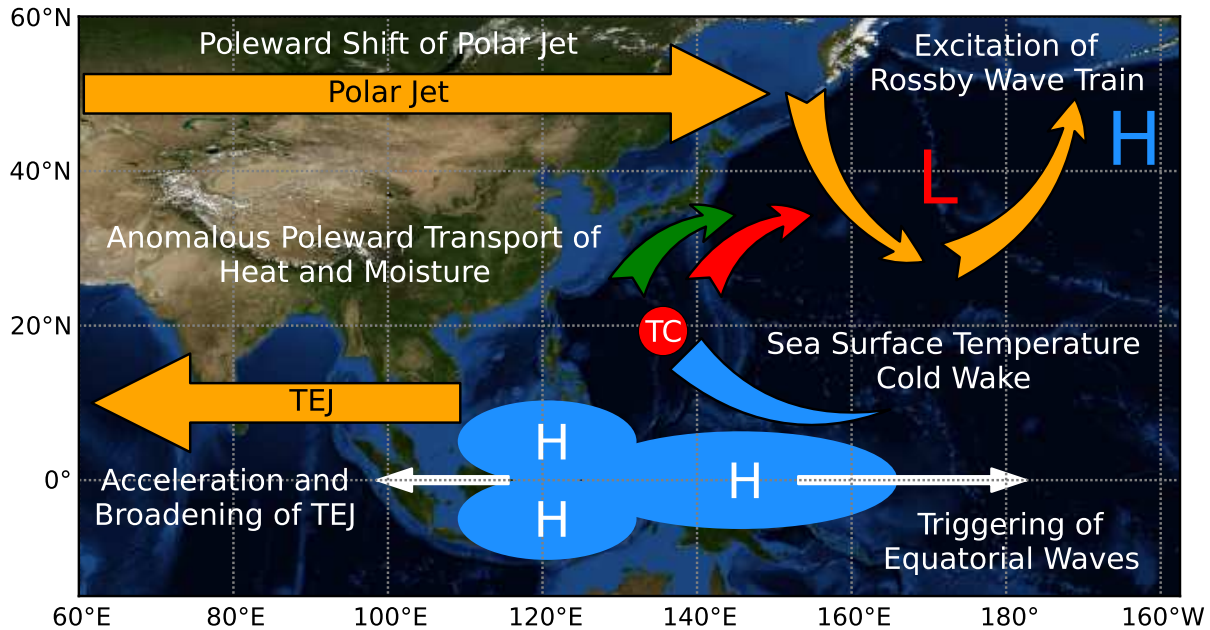 60°N
Poleward Shift of Polar Jet
Excitation of
Rossby Wave Train
Polar Jet
H
L
40°N
Anomalous Poleward Transport of
Heat and Moisture
20°N
TC
Sea Surface Temperature
Cold Wake
TEJ
H
0°
Acceleration and
Broadening of TEJ
H
H
Triggering of
Equatorial Waves
60°E 80°E 100°E 120°E 140°E 160°E 180° 160°W